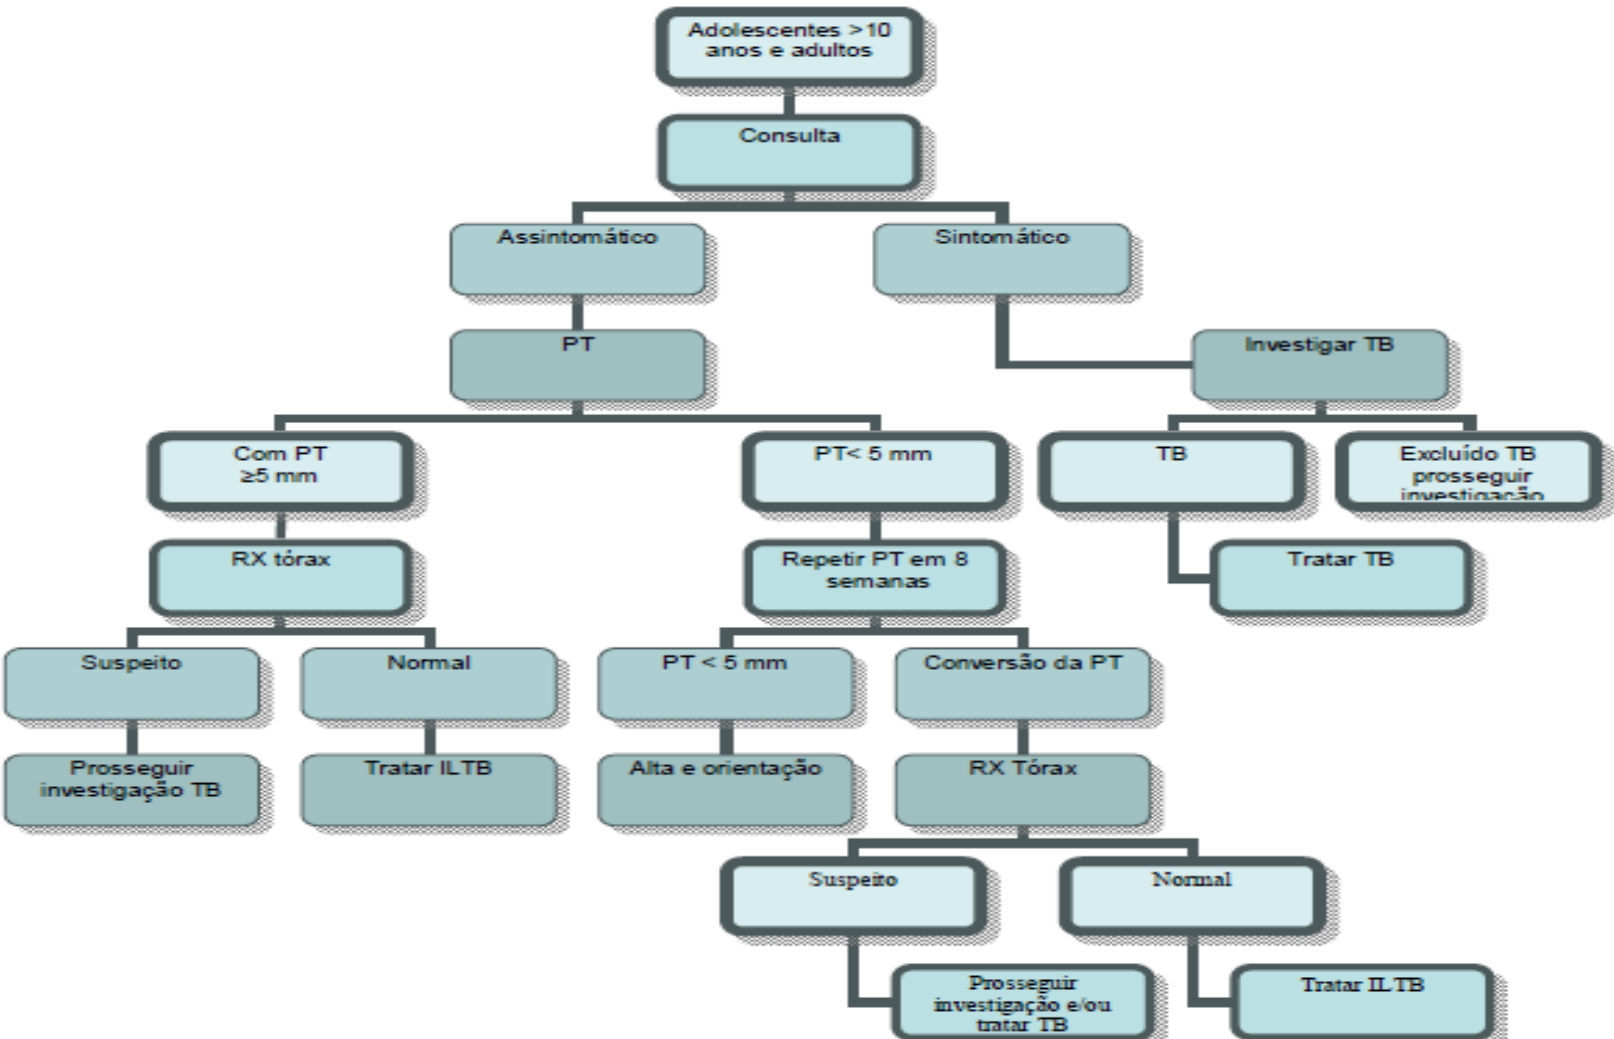 Adolescentes >10
anos e adultos
Consulta
Assintomático
Sintomático
PT
Investigar TB
Com PT
≥5 mm
PT< 5 mm
TB
Excluído TB
prosseguir
investigação
RX tórax
Repetir PT em 8
semanas
Tratar TB
Suspeito
Normal
PT < 5 mm
Conversão da PT
Prosseguir
investigação TB
Tratar ILTB
Alta e orientação
RX Tórax
Suspeito
Normal
Prosseguir
investigação e/ou
tratar TB
Tratar ILTB